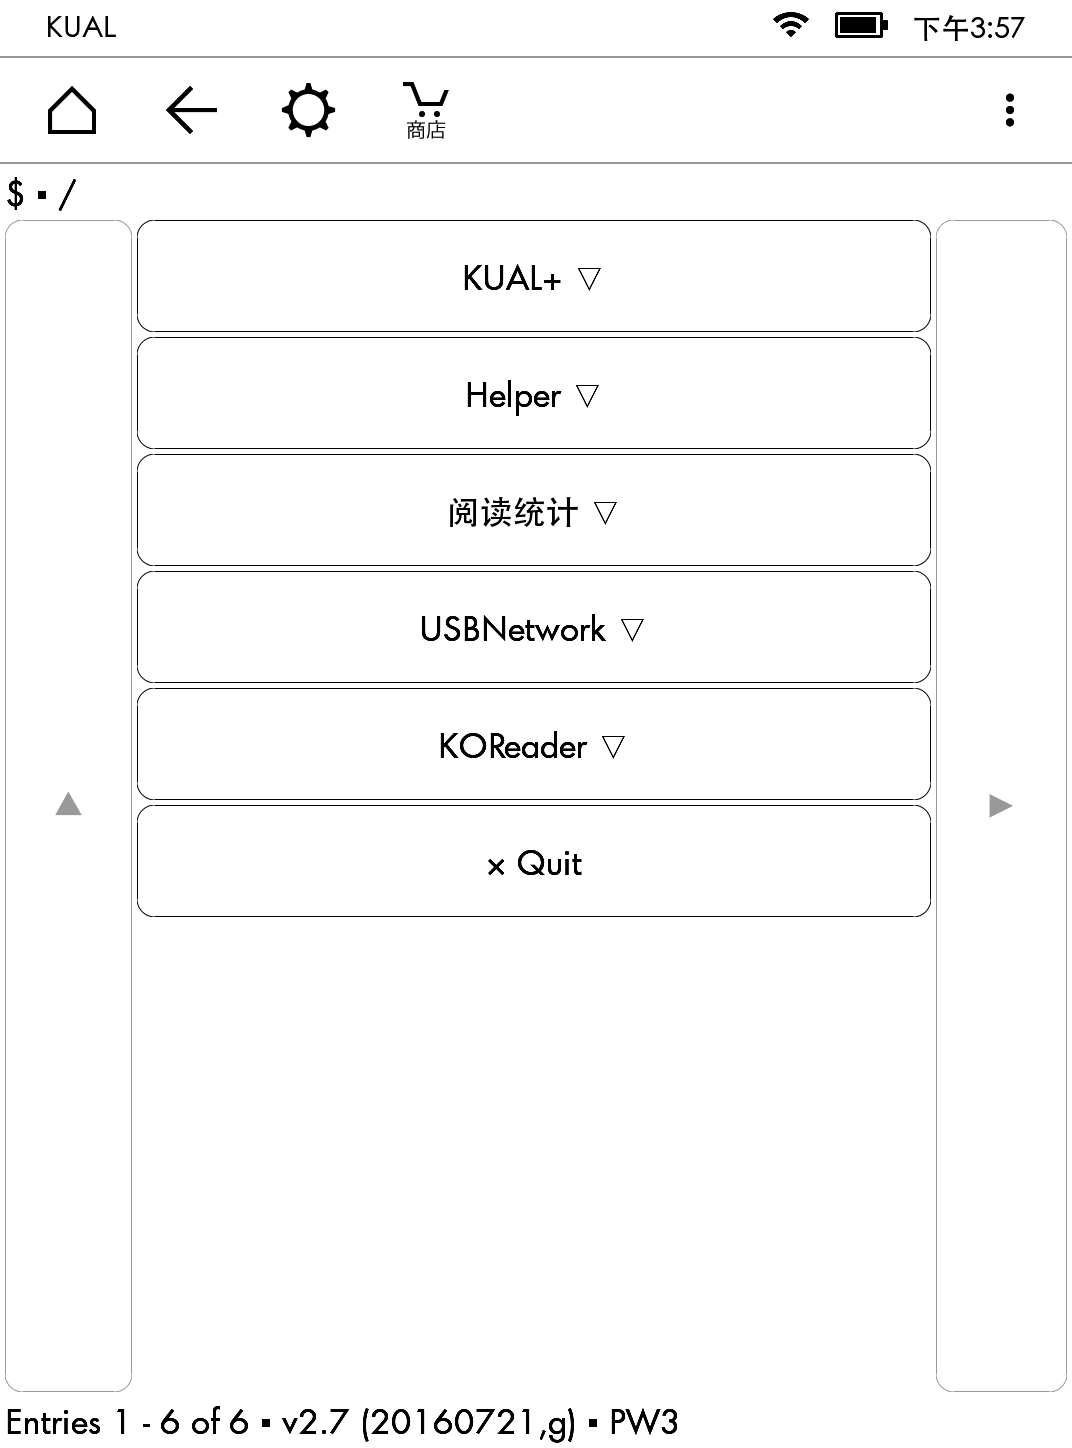 KUAL 下午3:57
商店
$ ▪ /
KUAL+ ▽
Helper ▽
阅读统计 ▽
USBNetwork ▽
KOReader ▽
× Quit
Entries 1 - 6 of 6 ▪ v2.7 (20160721,g) ▪ PW3